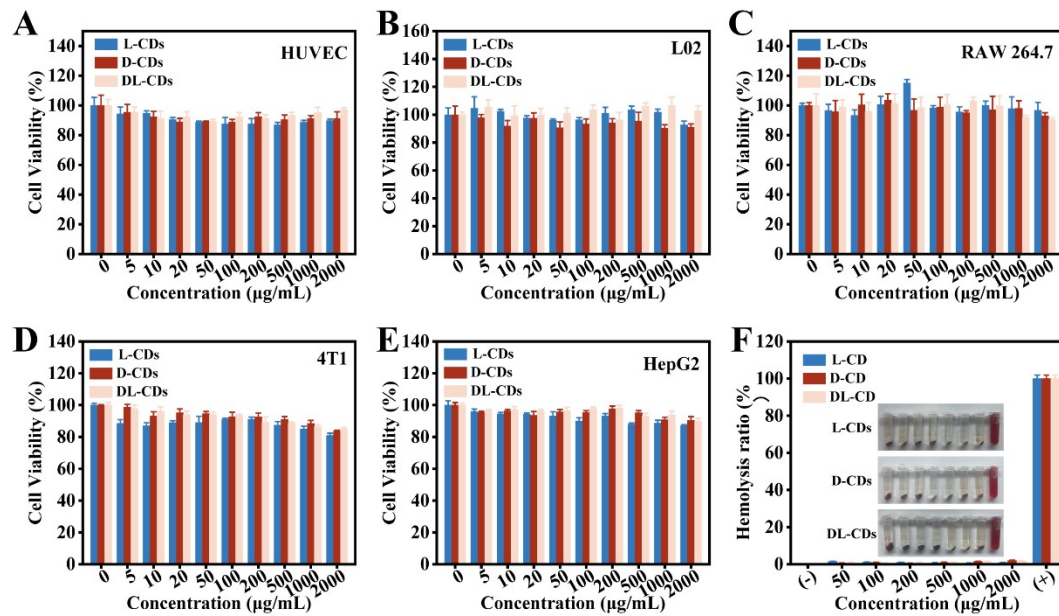 A
HUVEC
L-CDs
D-CDs
DL-CDs
Cell Viability (%)
140
120
100
80
60
40
20
0
0 5 10 20 50 100 200 500 1000 2000
Concentration (µg/mL)
B
L02
L-CDs
D-CDs
DL-CDs
Cell Viability (%)
160
140
120
100
80
60
40
20
0
0 5 10 20 50 100 200 500 1000 2000
Concentration (µg/mL)
C
RAW 264.7
L-CDs
D-CDs
DL-CDs
Cell Viability (%)
140
120
100
80
60
40
20
0
0 5 10 20 50 100 200 500 1000 2000
Concentration (µg/mL)
D
4T1
L-CDs
D-CDs
DL-CDs
Cell Viability (%)
140
120
100
80
60
40
20
0
0 5 10 20 50 100 200 500 1000 2000
Concentration (µg/mL)
E
HepG2
L-CDs
D-CDs
DL-CDs
Cell Viability (%)
140
120
100
80
60
40
20
0
0 5 10 20 50 100 200 500 1000 2000
Concentration (µg/mL)
F
L-CD
D-CD
DL-CD
L-CDs
D-CDs
DL-CDs
Hemolysis ratio (%)
120
100
80
60
40
20
0
(-) 50 100 200 500 1000 2000 (+)
Concentration (µg/mL)